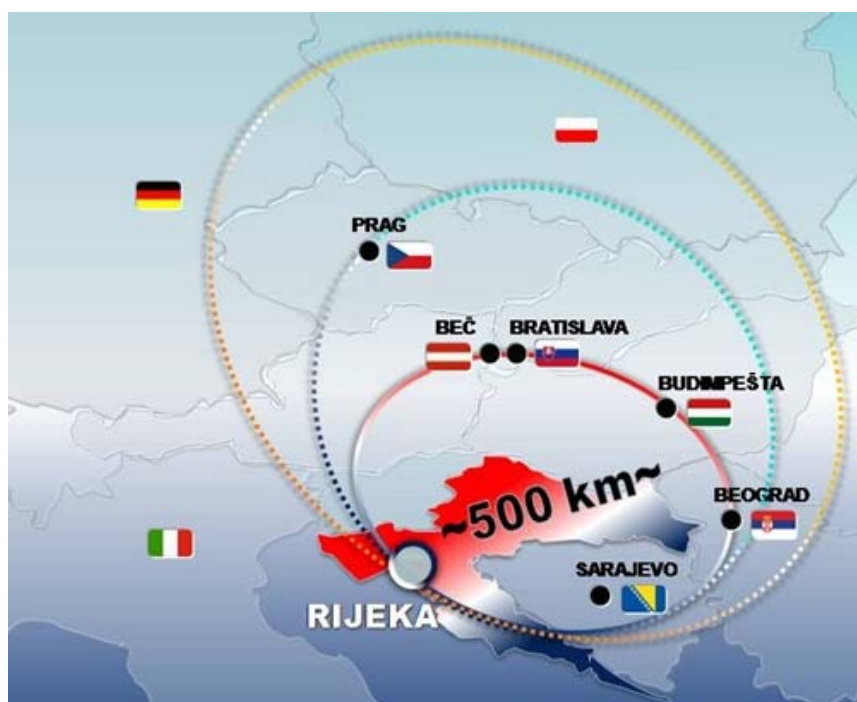 PRAG
BEČ
BRATISLAVA
BUDIMPEŠTA
~500 km~
BEOGRAD
SARAJEVO
RIJEKA